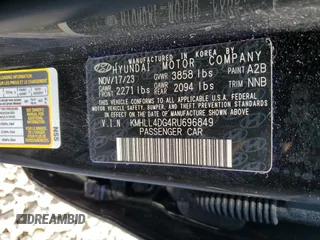 MANUFACTURED IN KOREA BY
HYUNDAI MOTOR COMPANY
NOV/17/23 GVWR 3858 lbs PAINT A2B
GAWR FRONT 2271 lbs GAWR REAR 2094 lbs TRIM NNB
THIS VEHICLE CONFORMS TO ALL APPLICABLE
FEDERAL MOTOR VEHICLE SAFETY, BUMPER, AND THEFT PREVENTION STANDARDS
IN EFFECT ON THE DATE OF MANUFACTURE SHOWN ABOVE.
V.I.N KMHLL4DG4RU696849
PASSENGER CAR
DREAMBID